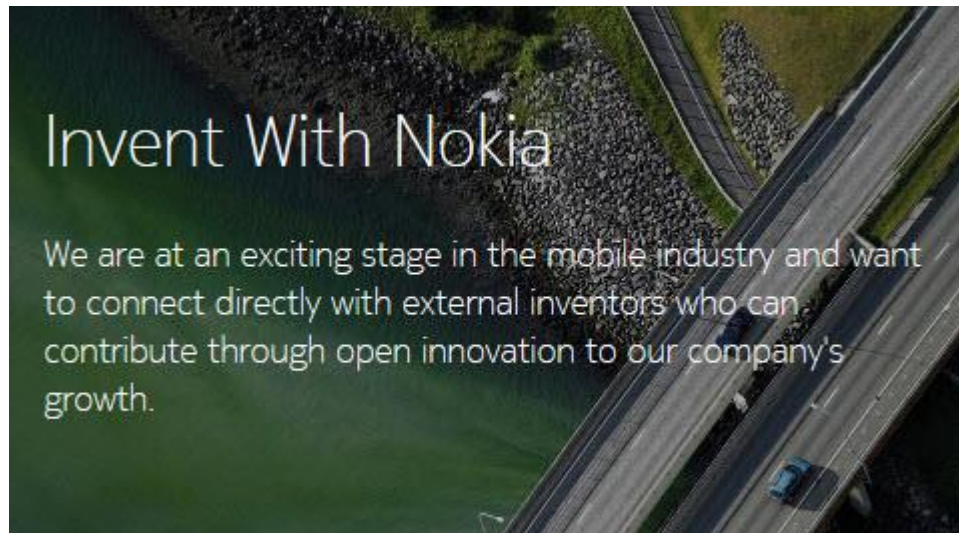 Invent With Nokia
We are at an exciting stage in the mobile industry and want
to connect directly with external inventors who can
contribute through open innovation to our company's
growth.